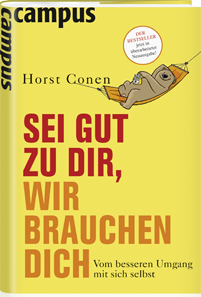 campus
campus
DER
BESTSELLER
jetzt in
überarbeiteter
Neuausgabe!
Horst Conen
SEI GUT
ZU DIR,
WIR
BRAUCHEN
DICH
Vom besseren Umgang
mit sich selbst